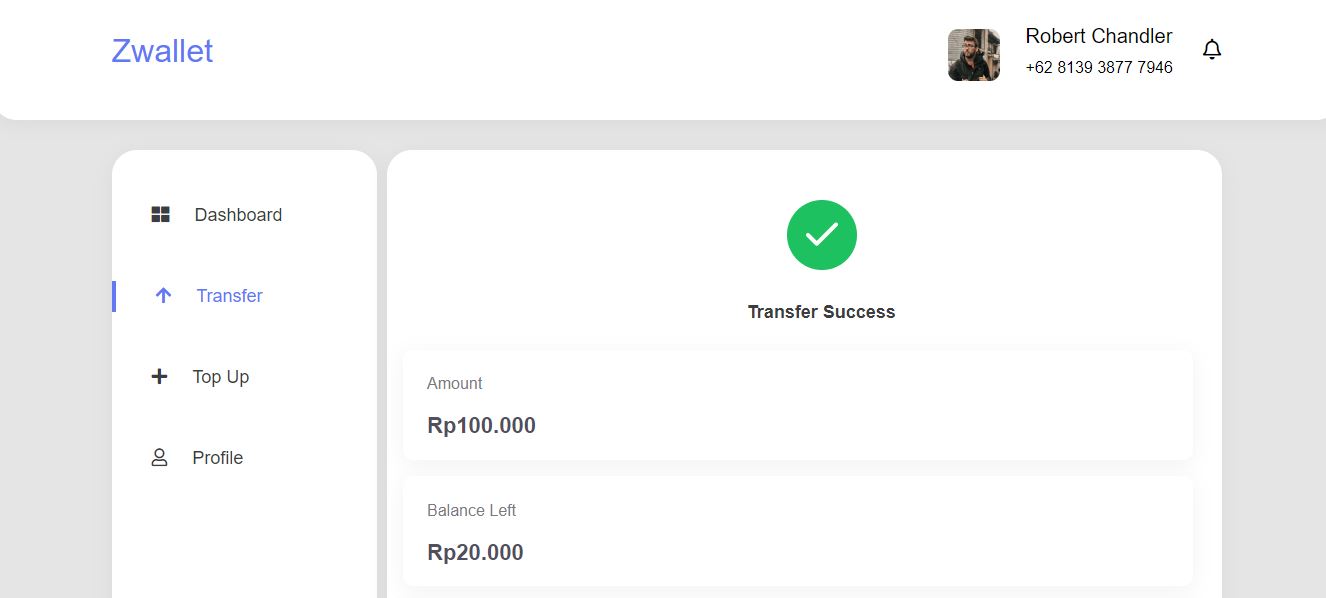 Zwallet
Robert Chandler
+62 8139 3877 7946
Dashboard
Transfer
Top Up
Profile
Transfer Success
Amount
Rp100.000
Balance Left
Rp20.000